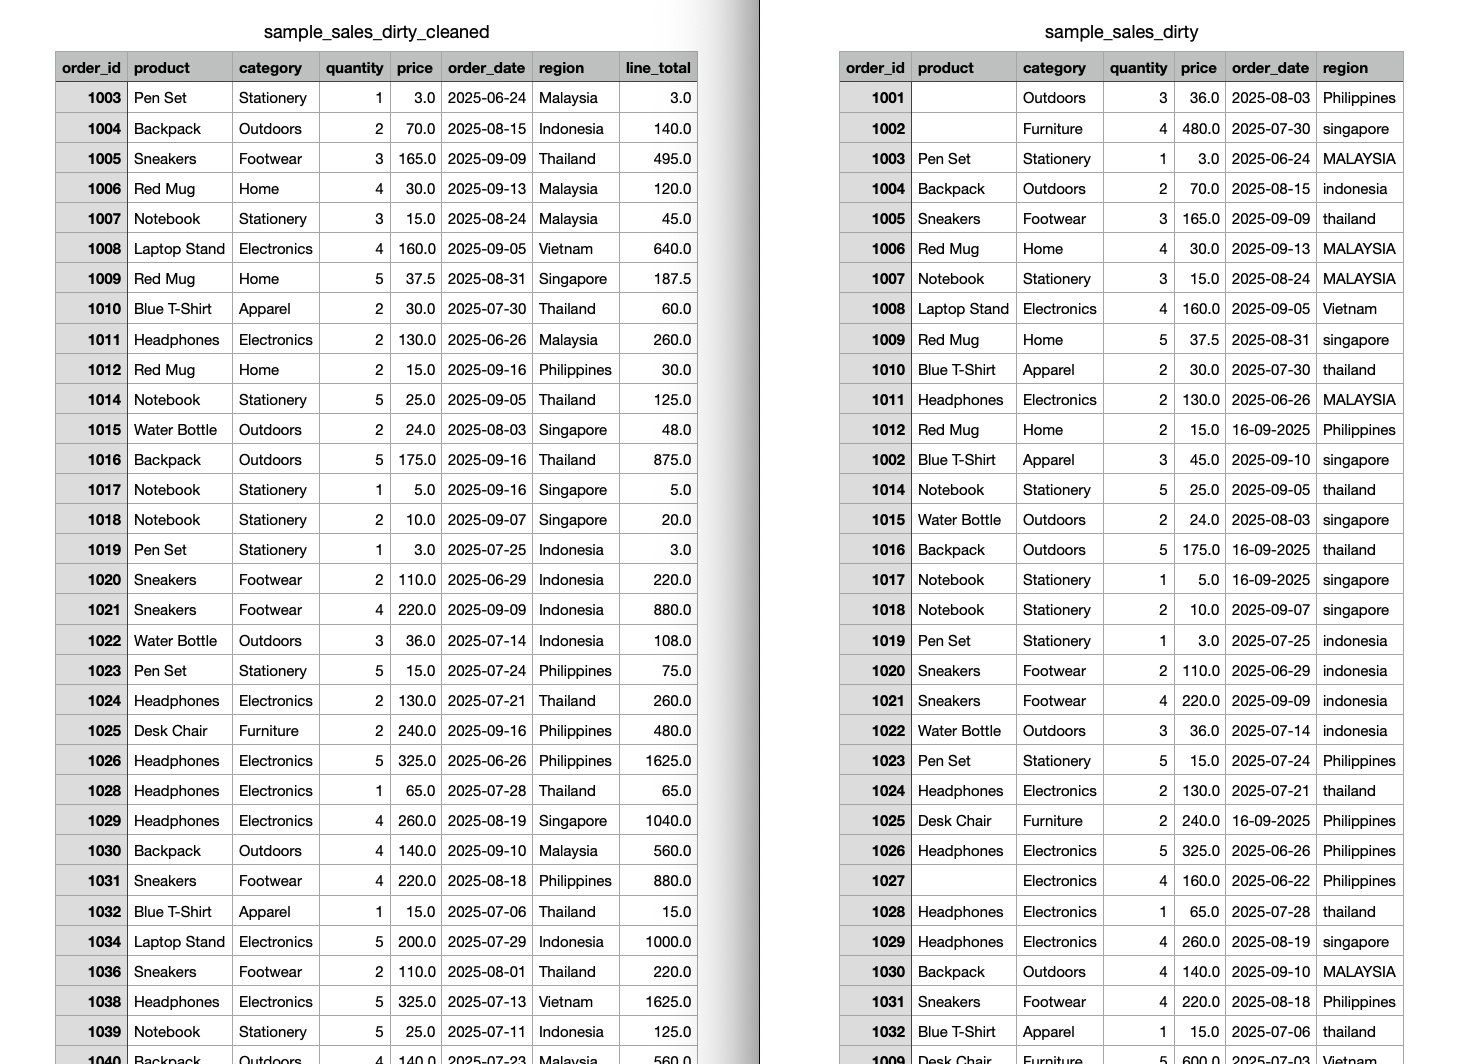 sample_sales_dirty_cleaned
order_id product category quantity price order_date region line_total
1003 Pen Set Stationery 1 3.0 2025-06-24 Malaysia 3.0
1004 Backpack Outdoors 2 70.0 2025-08-15 Indonesia 140.0
1005 Sneakers Footwear 3 165.0 2025-09-09 Thailand 495.0
1006 Red Mug Home 4 30.0 2025-09-13 Malaysia 120.0
1007 Notebook Stationery 3 15.0 2025-08-24 Malaysia 45.0
1008 Laptop Stand Electronics 4 160.0 2025-09-05 Vietnam 640.0
1009 Red Mug Home 5 37.5 2025-08-31 Singapore 187.5
1010 Blue T-Shirt Apparel 2 30.0 2025-07-30 Thailand 60.0
1011 Headphones Electronics 2 130.0 2025-06-26 Malaysia 260.0
1012 Red Mug Home 2 15.0 2025-09-16 Philippines 30.0
1014 Notebook Stationery 5 25.0 2025-09-05 Thailand 125.0
1015 Water Bottle Outdoors 2 24.0 2025-08-03 Singapore 48.0
1016 Backpack Outdoors 5 175.0 2025-09-16 Thailand 875.0
1017 Notebook Stationery 1 5.0 2025-09-16 Singapore 5.0
1018 Notebook Stationery 2 10.0 2025-09-07 Singapore 20.0
1019 Pen Set Stationery 1 3.0 2025-07-25 Indonesia 3.0
1020 Sneakers Footwear 2 110.0 2025-06-29 Indonesia 220.0
1021 Sneakers Footwear 4 220.0 2025-09-09 Indonesia 880.0
1022 Water Bottle Outdoors 3 36.0 2025-07-14 Indonesia 108.0
1023 Pen Set Stationery 5 15.0 2025-07-24 Philippines 75.0
1024 Headphones Electronics 2 130.0 2025-07-21 Thailand 260.0
1025 Desk Chair Furniture 2 240.0 2025-09-16 Philippines 480.0
1026 Headphones Electronics 5 325.0 2025-06-26 Philippines 1625.0
1028 Headphones Electronics 1 65.0 2025-07-28 Thailand 65.0
1029 Headphones Electronics 4 260.0 2025-08-19 Singapore 1040.0
1030 Backpack Outdoors 4 140.0 2025-09-10 Malaysia 560.0
1031 Sneakers Footwear 4 220.0 2025-08-18 Philippines 880.0
1032 Blue T-Shirt Apparel 1 15.0 2025-07-06 Thailand 15.0
1034 Laptop Stand Electronics 5 200.0 2025-07-29 Indonesia 1000.0
1036 Sneakers Footwear 2 110.0 2025-08-01 Thailand 220.0
1038 Headphones Electronics 5 325.0 2025-07-13 Vietnam 1625.0
1039 Notebook Stationery 5 25.0 2025-07-11 Indonesia 125.0
1040 Backpack Outdoors 4 140.0 2025-07-23 Malaysia 560.0
sample_sales_dirty
order_id product category quantity price order_date region
1001 Outdoors 3 36.0 2025-08-03 Philippines
1002 Furniture 4 480.0 2025-07-30 singapore
1003 Pen Set Stationery 1 3.0 2025-06-24 MALAYSIA
1004 Backpack Outdoors 2 70.0 2025-08-15 indonesia
1005 Sneakers Footwear 3 165.0 2025-09-09 thailand
1006 Red Mug Home 4 30.0 2025-09-13 MALAYSIA
1007 Notebook Stationery 3 15.0 2025-08-24 MALAYSIA
1008 Laptop Stand Electronics 4 160.0 2025-09-05 Vietnam
1009 Red Mug Home 5 37.5 2025-08-31 singapore
1010 Blue T-Shirt Apparel 2 30.0 2025-07-30 thailand
1011 Headphones Electronics 2 130.0 2025-06-26 MALAYSIA
1012 Red Mug Home 2 15.0 16-09-2025 Philippines
1002 Blue T-Shirt Apparel 3 45.0 2025-09-10 singapore
1014 Notebook Stationery 5 25.0 2025-09-05 thailand
1015 Water Bottle Outdoors 2 24.0 2025-08-03 singapore
1016 Backpack Outdoors 5 175.0 16-09-2025 thailand
1017 Notebook Stationery 1 5.0 16-09-2025 singapore
1018 Notebook Stationery 2 10.0 2025-09-07 singapore
1019 Pen Set Stationery 1 3.0 2025-07-25 indonesia
1020 Sneakers Footwear 2 110.0 2025-06-29 indonesia
1021 Sneakers Footwear 4 220.0 2025-09-09 indonesia
1022 Water Bottle Outdoors 3 36.0 2025-07-14 indonesia
1023 Pen Set Stationery 5 15.0 2025-07-24 Philippines
1024 Headphones Electronics 2 130.0 2025-07-21 thailand
1025 Desk Chair Furniture 2 240.0 16-09-2025 Philippines
1026 Headphones Electronics 5 325.0 2025-06-26 Philippines
1027 Electronics 4 160.0 2025-06-22 Philippines
1028 Headphones Electronics 1 65.0 2025-07-28 thailand
1029 Headphones Electronics 4 260.0 2025-08-19 singapore
1030 Backpack Outdoors 4 140.0 2025-09-10 MALAYSIA
1031 Sneakers Footwear 4 220.0 2025-08-18 Philippines
1032 Blue T-Shirt Apparel 1 15.0 2025-07-06 thailand
1009 Desk Chair Furniture 5 600.0 2025-07-03 Vietnam